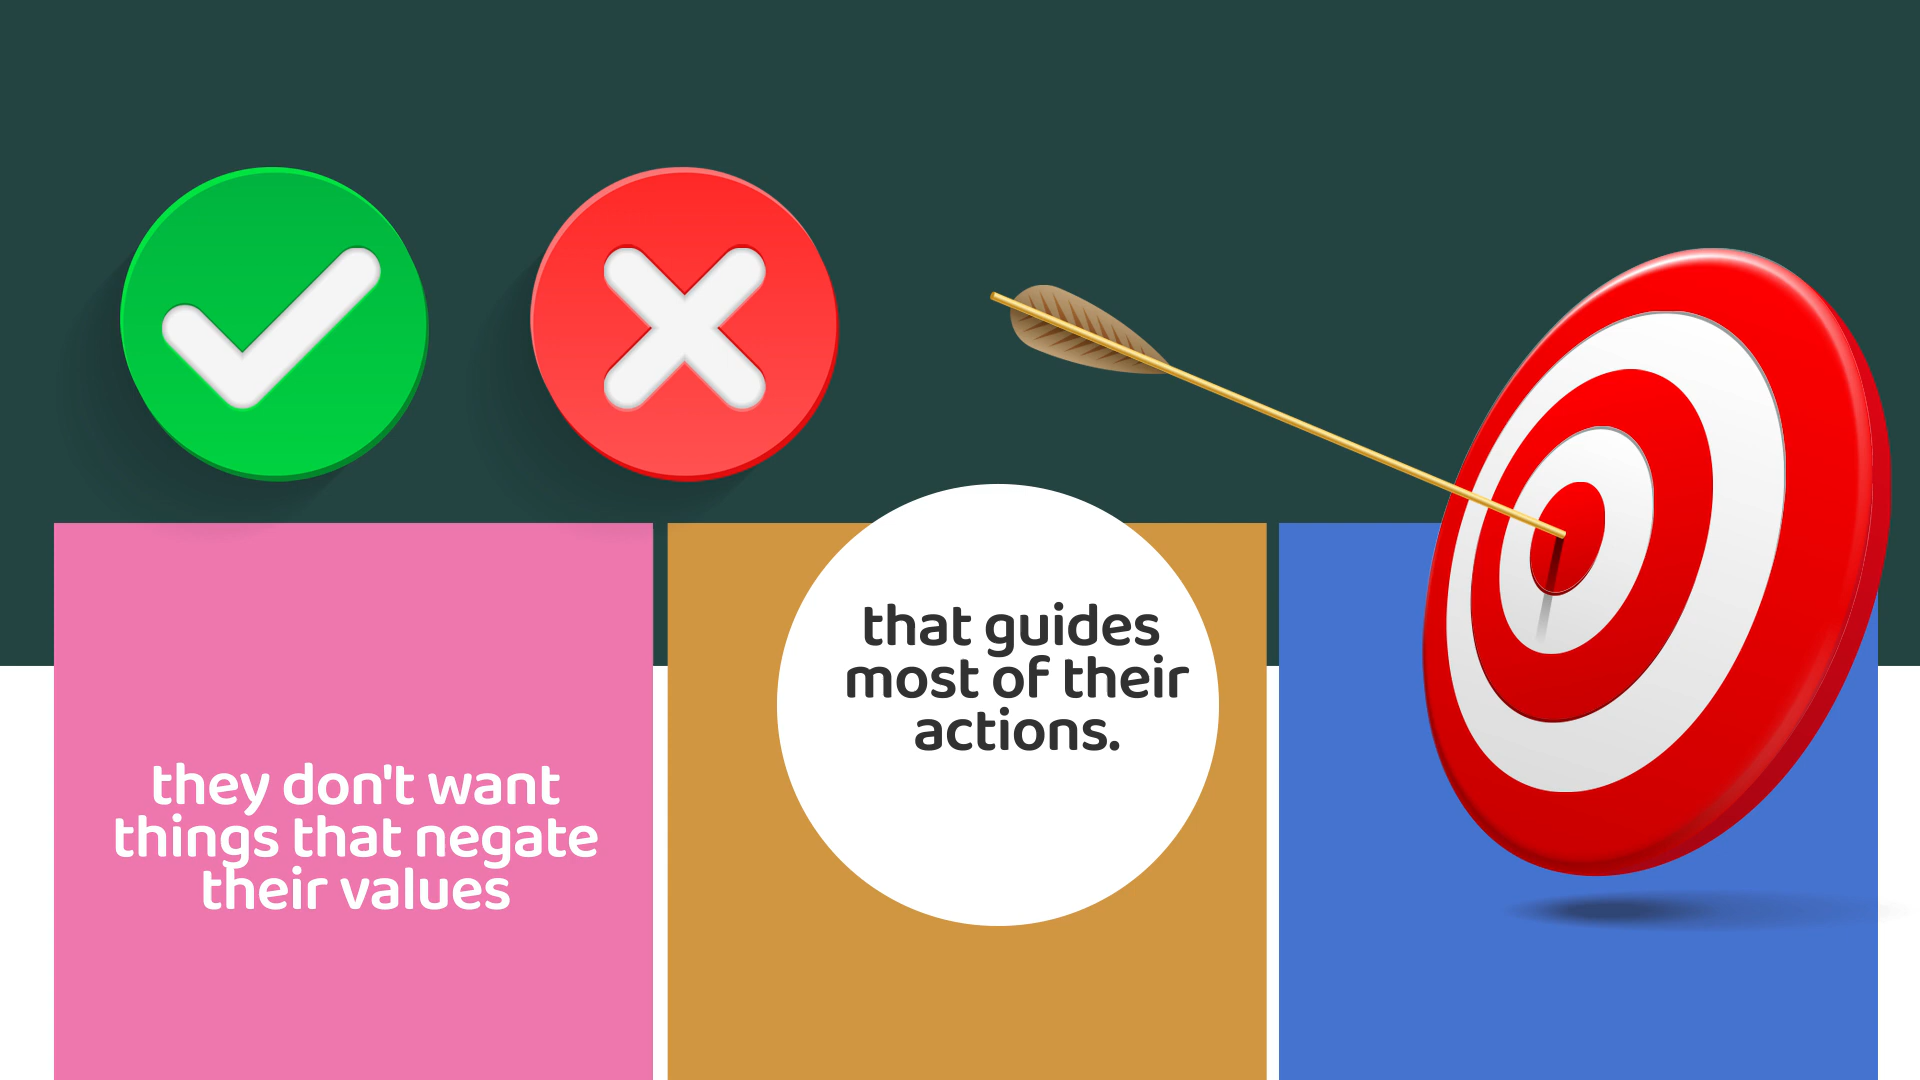 they don't want
things that negate
their values
that guides
most of their
actions.